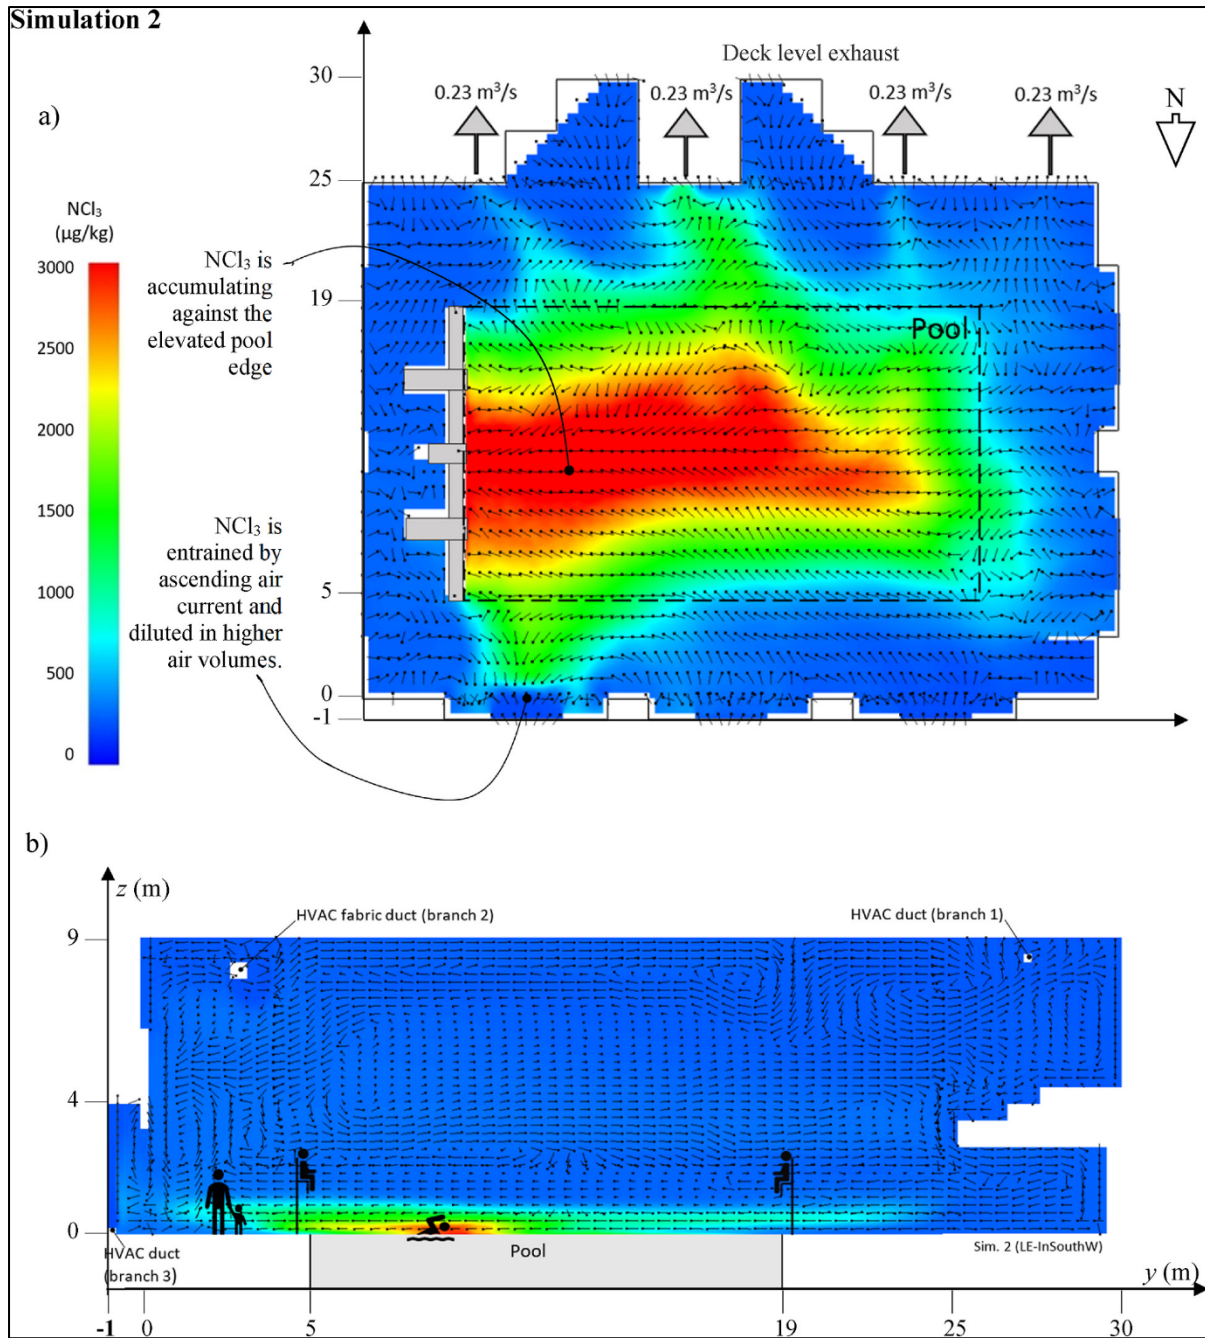 Simulation 2
Deck level exhaust
a)
30
25
19
5
0
-1
0.23 m³/s
0.23 m³/s
0.23 m³/s
0.23 m³/s
N
NCl₃
(µg/kg)
3000
2500
2000
1500
1000
500
0
NCl₃ is
accumulating
against the
elevated pool
edge
NCl₃ is
entrained by
ascending air
current and
diluted in higher
air volumes.
Pool
b)
z (m)
9
4
0
HVAC fabric duct (branch 2)
HVAC duct (branch 1)
HVAC duct
(branch 3)
Pool
Sim. 2 (LE-InSouthW)
y (m)
-1
0
5
19
25
30